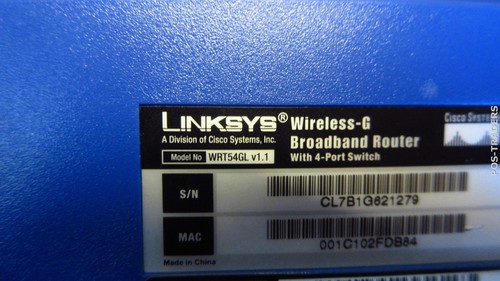 LINKSYS® Wireless-G
A Division of Cisco Systems, Inc. Broadband Router
Model No WRT54GL v1.1 With 4-Port Switch
CISCO SYSTEMS
S/N CL7B1G621279
MAC 001C102FDB84
Made in China
POS-TRADERS